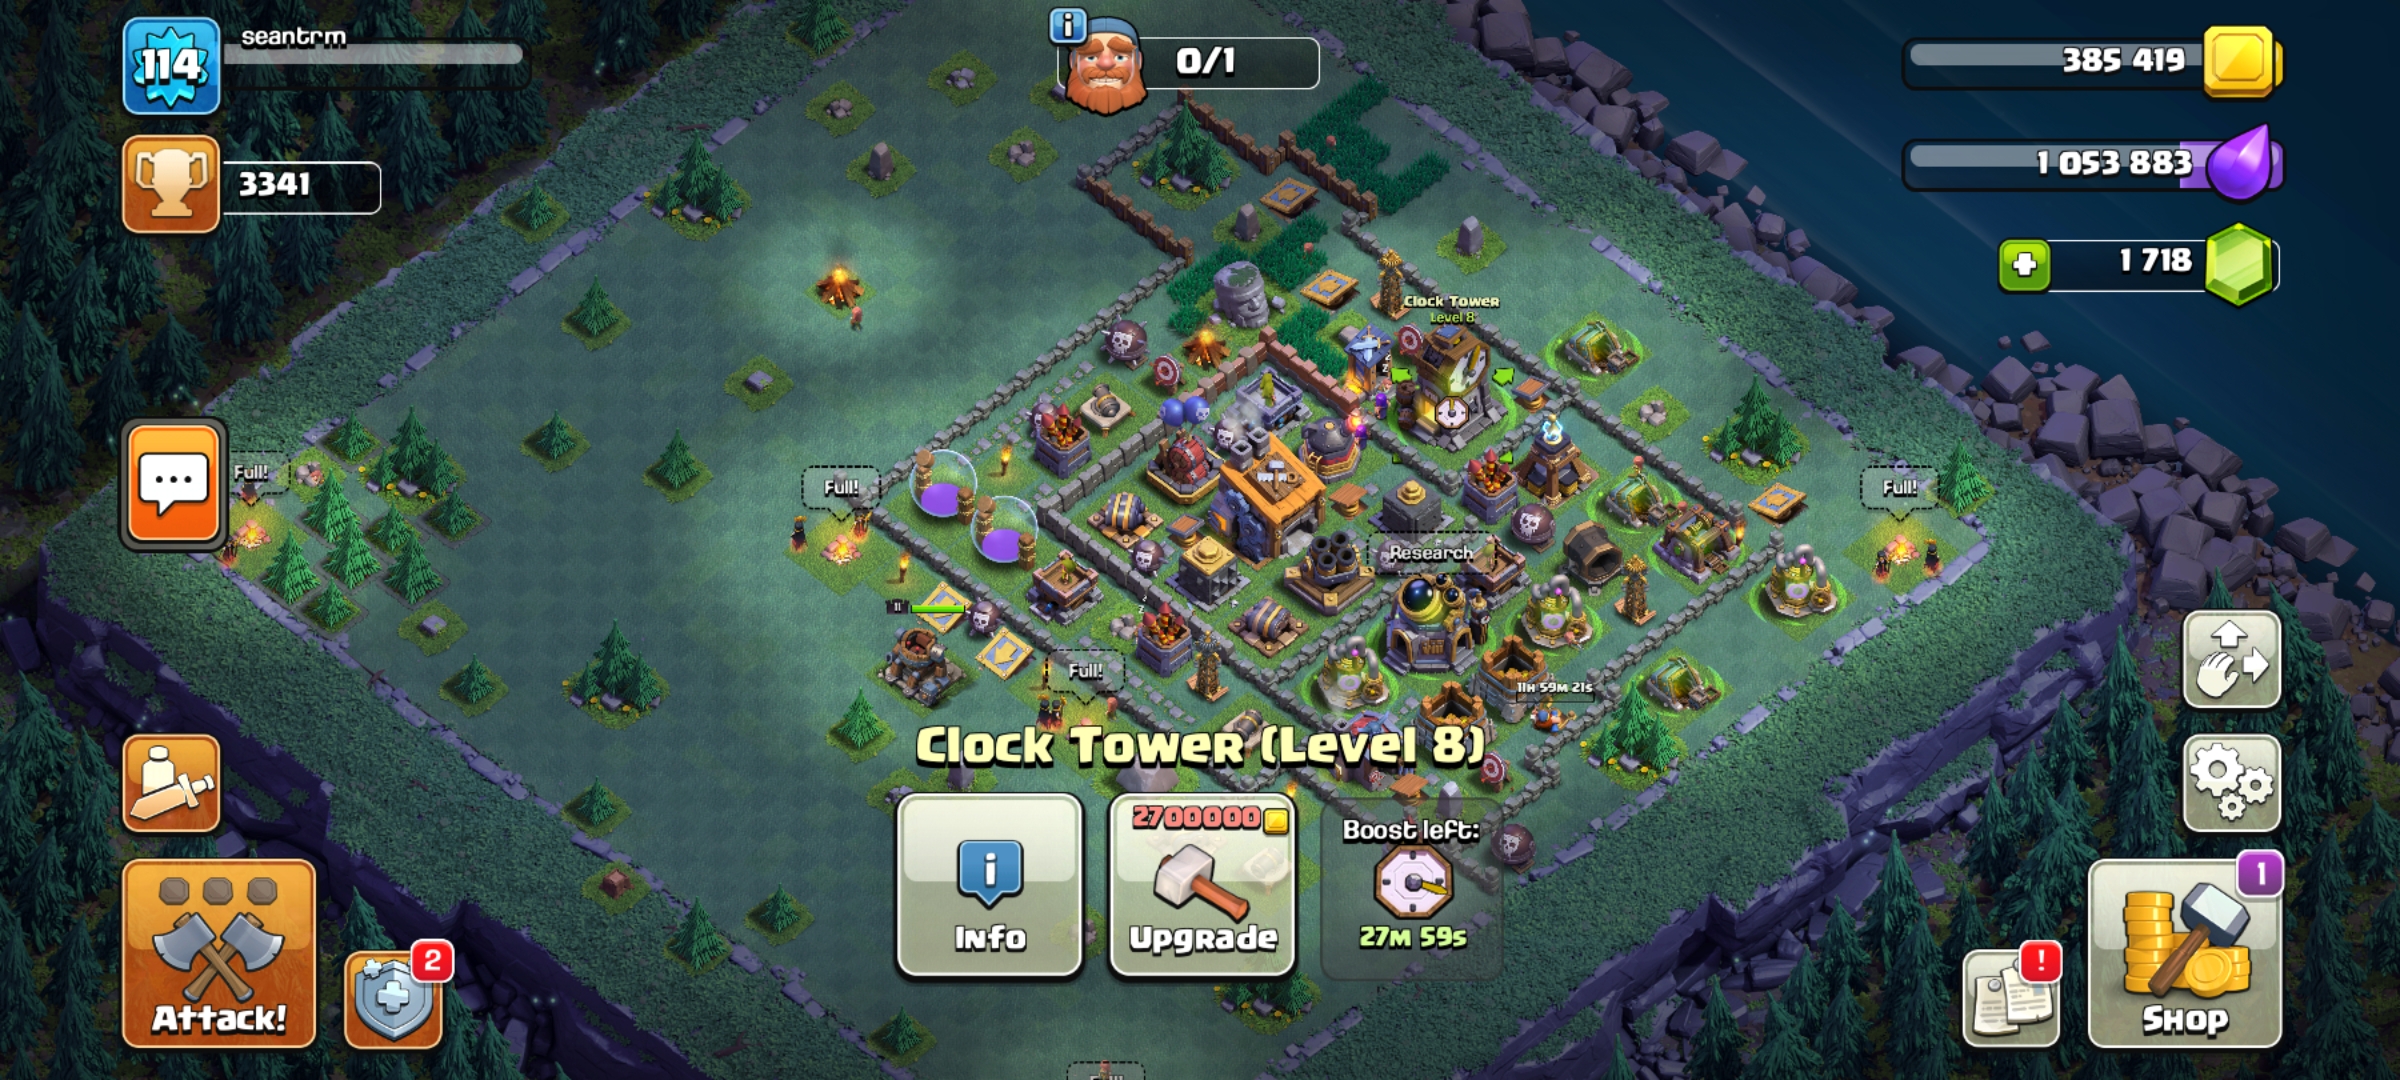 114
seantrm
0/1
385 419
3341
1 053 883
1 718
Clock Tower
Level 8
Full!
Full!
Full!
Research
Full!
11H 59M 21s
Clock Tower (Level 8)
2700000
Boost left:
Info
Upgrade
27M 59s
1
2
!
Attack!
Shop